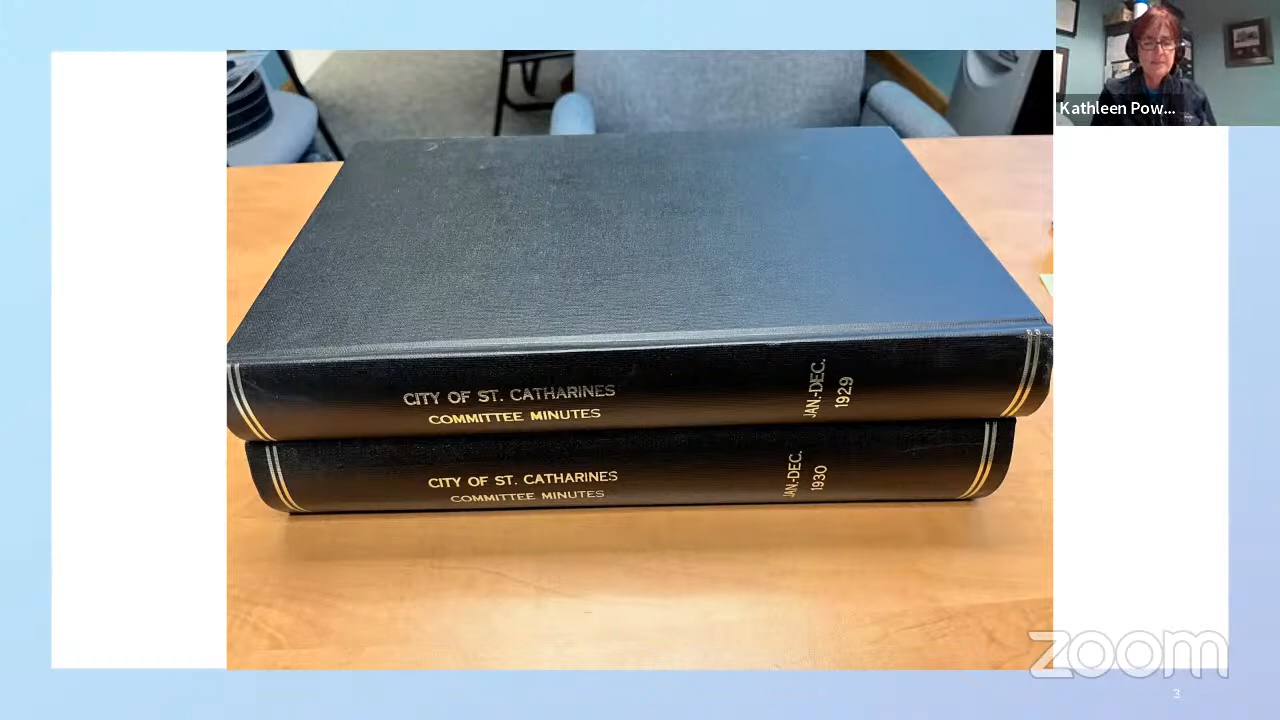 Kathleen Pow...
CITY OF ST. CATHARINES
COMMITTEE MINUTES
JAN.-DEC.
1929
CITY OF ST. CATHARINES
COMMITTEE MINUTES
JAN.-DEC.
1930
zoom
3